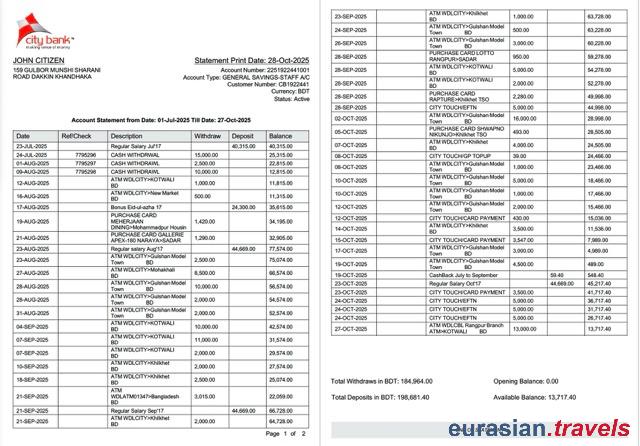 city bank
making sense of money
JOHN CITIZEN
159 GULBOR MUNSHI SHARANI
ROAD DAKKIN KHANDHAKA
Statement Print Date: 28-Oct-2025
Account Number: 2251922441001
Account Type: GENERAL SAVINGS-STAFF A/C
Customer Number: CB1922441
Currency: BDT
Status: Active
Account Statement from Date: 01-Jul-2025 Till Date: 27-Oct-2025
Date Ref/Check Description Withdraw Deposit Balance
23-JUL-2025 Regular Salary Jul'17 40,315.00 40,315.00
24-JUL-2025 7795296 CASH WITHDRWAL 15,000.00 25,315.00
01-AUG-2025 7795297 CASH WITHDRAWL 2,500.00 22,815.00
09-AUG-2025 7795298 CASH WITHDRAWL 10,000.00 12,815.00
12-AUG-2025 ATM WDLCITY>KOTWALI BD 1,000.00 11,815.00
16-AUG-2025 ATM WDLCITY>New Market BD 500.00 11,315.00
17-AUG-2025 Bonus Eid-ul-azha 17 24,300.00 35,615.00
19-AUG-2025 PURCHASE CARD MEHERJAAN DINING>Mohammadpur Housin 1,420.00 34,195.00
21-AUG-2025 PURCHASE CARD GALLERIE APEX-180 NARAYA>SADAR 1,290.00 32,905.00
23-AUG-2025 Regular salary Aug'17 44,669.00 77,574.00
23-AUG-2025 ATM WDLCITY>Gulshan Model Town BD 2,500.00 75,074.00
27-AUG-2025 ATM WDLCITY>Mohakhali BD 8,500.00 66,574.00
28-AUG-2025 ATM WDLCITY>Gulshan Model Town BD 10,000.00 56,574.00
31-AUG-2025 ATM WDLCITY>Gulshan Model Town BD 2,000.00 54,574.00
04-SEP-2025 ATM WDLCITY>KOTWALI BD 10,000.00 42,574.00
07-SEP-2025 ATM WDLCITY>KOTWALI BD 11,000.00 31,574.00
07-SEP-2025 ATM WDLCITY>KOTWALI BD 2,000.00 29,574.00
10-SEP-2025 ATM WDLCITY>Khilkhet BD 2,000.00 27,574.00
18-SEP-2025 ATM WDLCITY>Khilkhet BD 2,500.00 25,074.00
21-SEP-2025 ATM WDLATM01347>Bangladesh BD 3,015.00 22,059.00
21-SEP-2025 Regular Salary Sep'17 44,669.00 66,728.00
21-SEP-2025 ATM WDLCITY>Khilkhet BD 2,000.00 64,728.00
Page 1 of 2
23-SEP-2025 ATM WDLCITY>Khilkhet BD 1,000.00 63,728.00
24-SEP-2025 ATM WDLCITY>Gulshan Model Town BD 500.00 63,228.00
26-SEP-2025 ATM WDLCITY>Gulshan Model Town BD 3,000.00 60,228.00
28-SEP-2025 PURCHASE CARD LOTTO RANGPUR>SADAR 950.00 59,278.00
28-SEP-2025 ATM WDLCITY>KOTWALI BD 5,000.00 54,278.00
28-SEP-2025 ATM WDLCITY>KOTWALI BD 2,000.00 52,278.00
28-SEP-2025 PURCHASE CARD RAPTURE>Khilkhet TSO 2,280.00 49,998.00
28-SEP-2025 CITY TOUCH/EFTN 5,000.00 44,998.00
02-OCT-2025 ATM WDLCITY>Gulshan Model Town BD 16,000.00 28,998.00
05-OCT-2025 PURCHASE CARD SHWAPNO NIKUNJO>Khilkhet TSO 493.00 28,505.00
07-OCT-2025 ATM WDLCITY>Khilkhet BD 4,000.00 24,505.00
07-OCT-2025 CITY TOUCH/GP TOPUP 39.00 24,466.00
08-OCT-2025 ATM WDLCITY>Gulshan Model Town BD 1,000.00 23,466.00
10-OCT-2025 ATM WDLCITY>Gulshan Model Town BD 5,000.00 18,466.00
10-OCT-2025 ATM WDLCITY>Gulshan Model Town BD 1,000.00 17,466.00
12-OCT-2025 ATM WDLCITY>Gulshan Model Town BD 2,000.00 15,466.00
12-OCT-2025 CITY TOUCH/CARD PAYMENT 430.00 15,036.00
14-OCT-2025 ATM WDLCITY>Khilkhet BD 3,500.00 11,536.00
15-OCT-2025 CITY TOUCH/CARD PAYMENT 3,547.00 7,989.00
17-OCT-2025 ATM WDLCITY>Gulshan Model Town BD 3,000.00 4,989.00
19-OCT-2025 ATM WDLCITY>Gulshan Model Town BD 4,500.00 489.00
19-OCT-2025 CashBack July to September 59.40 548.40
23-OCT-2025 Regular Salary Oct'17 44,669.00 45,217.40
23-OCT-2025 CITY TOUCH/CARD PAYMENT 3,500.00 41,717.40
24-OCT-2025 CITY TOUCH/EFTN 5,000.00 36,717.40
24-OCT-2025 CITY TOUCH/EFTN 5,000.00 31,717.40
24-OCT-2025 CITY TOUCH/EFTN 5,000.00 26,717.40
27-OCT-2025 ATM WDLCBL Rangpur Branch ATM>KOTWALI BD 13,000.00 13,717.40
Total Withdraws in BDT: 184,964.00 Opening Balance: 0.00
Total Deposits in BDT: 198,681.40 Available Balance: 13,717.40
eurasian.travels